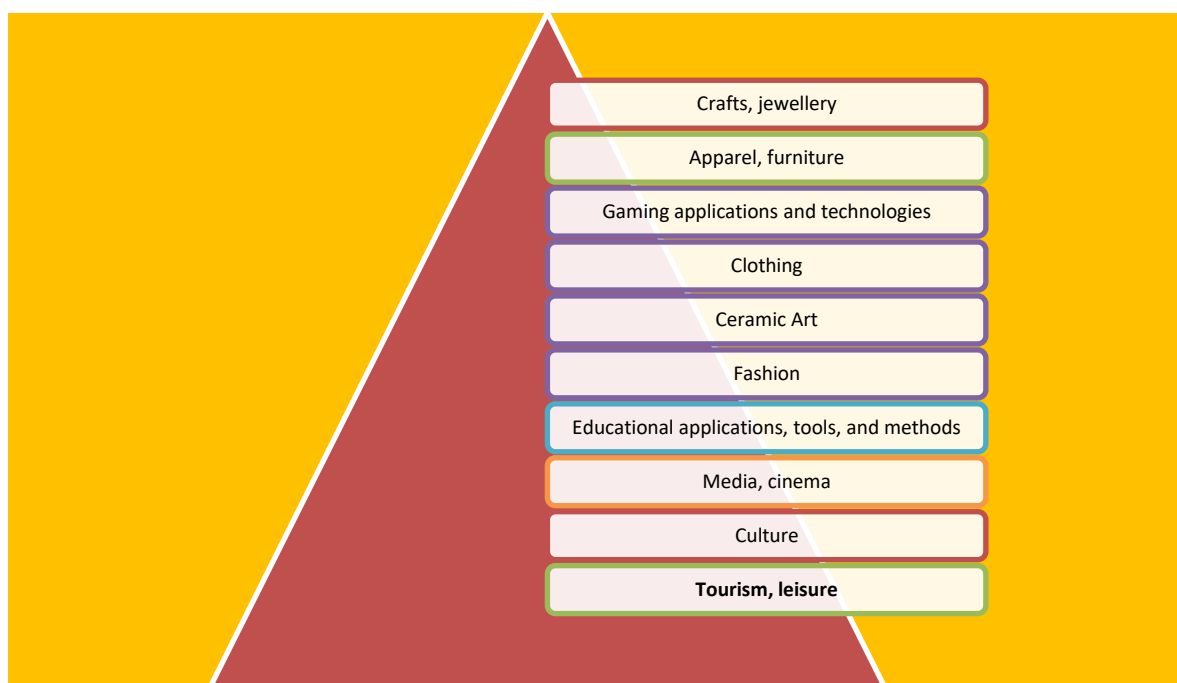 Crafts, jewellery
Apparel, furniture
Gaming applications and technologies
Clothing
Ceramic Art
Fashion
Educational applications, tools, and methods
Media, cinema
Culture
Tourism, leisure